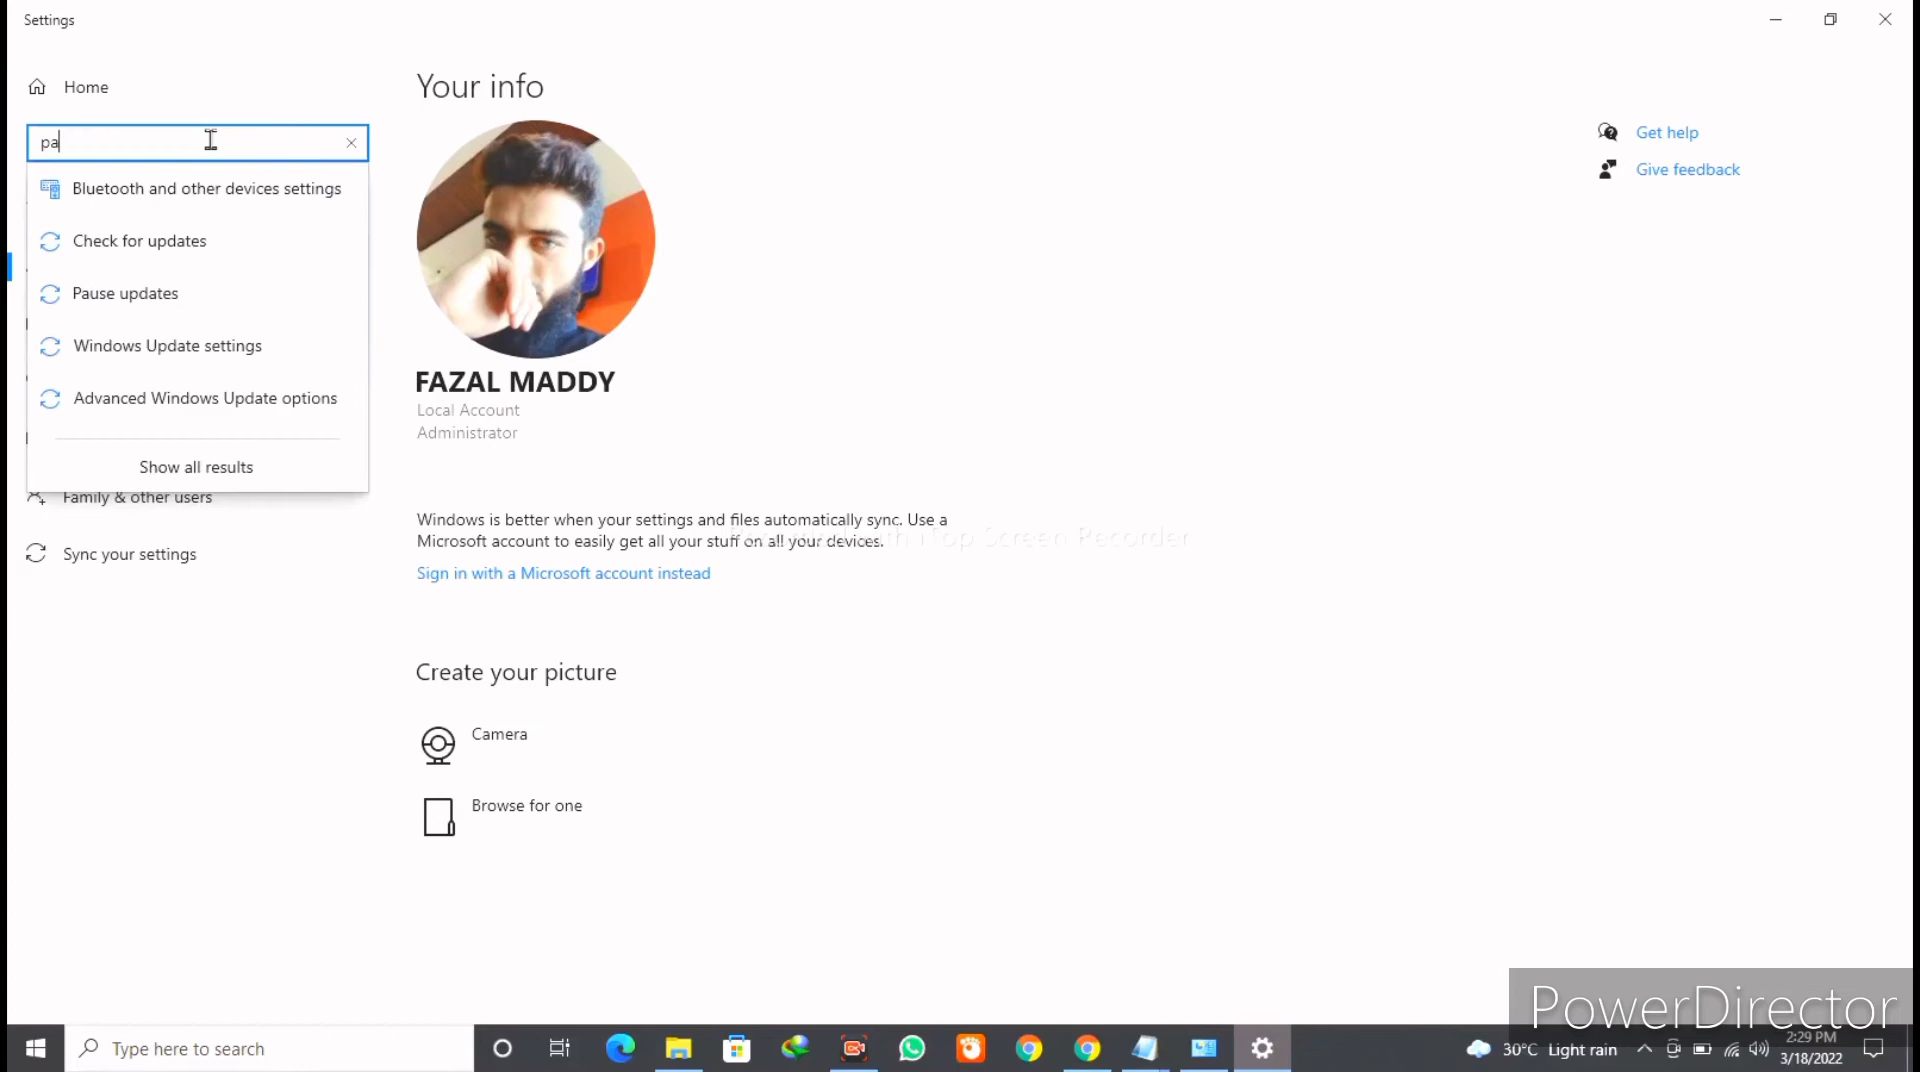 Settings
Home
pa
Bluetooth and other devices settings
Check for updates
Pause updates
Windows Update settings
Advanced Windows Update options
Show all results
Family & other users
Sync your settings
Your info
FAZAL MADDY
Local Account
Administrator
Windows is better when your settings and files automatically sync. Use a
Microsoft account to easily get all your stuff on all your devices.
Sign in with a Microsoft account instead
Create your picture
Camera
Browse for one
Get help
Give feedback
Top Screen Recorder
PowerDirector
Type here to search
30°C Light rain
2:29 PM
3/18/2022